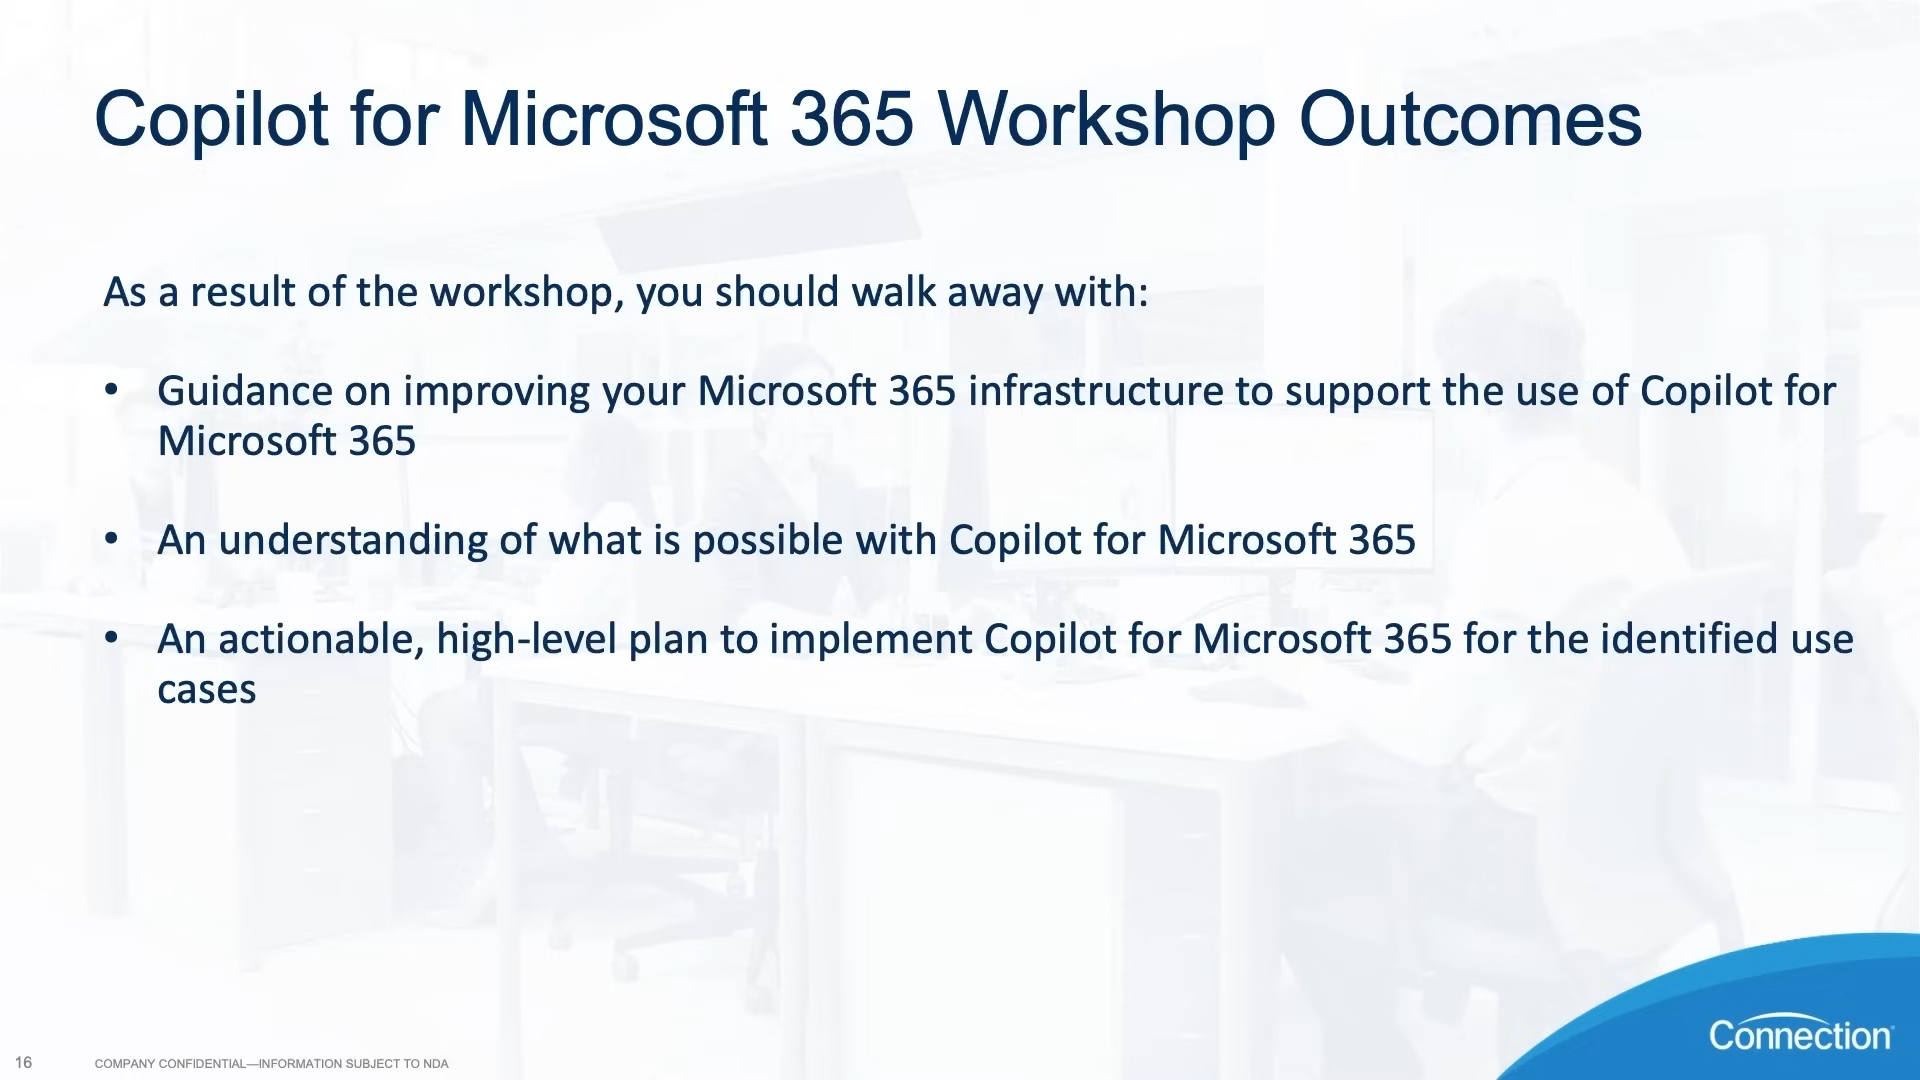 Copilot for Microsoft 365 Workshop Outcomes
As a result of the workshop, you should walk away with:
• Guidance on improving your Microsoft 365 infrastructure to support the use of Copilot for
Microsoft 365
• An understanding of what is possible with Copilot for Microsoft 365
• An actionable, high-level plan to implement Copilot for Microsoft 365 for the identified use
cases
Connection
16 COMPANY CONFIDENTIAL—INFORMATION SUBJECT TO NDA